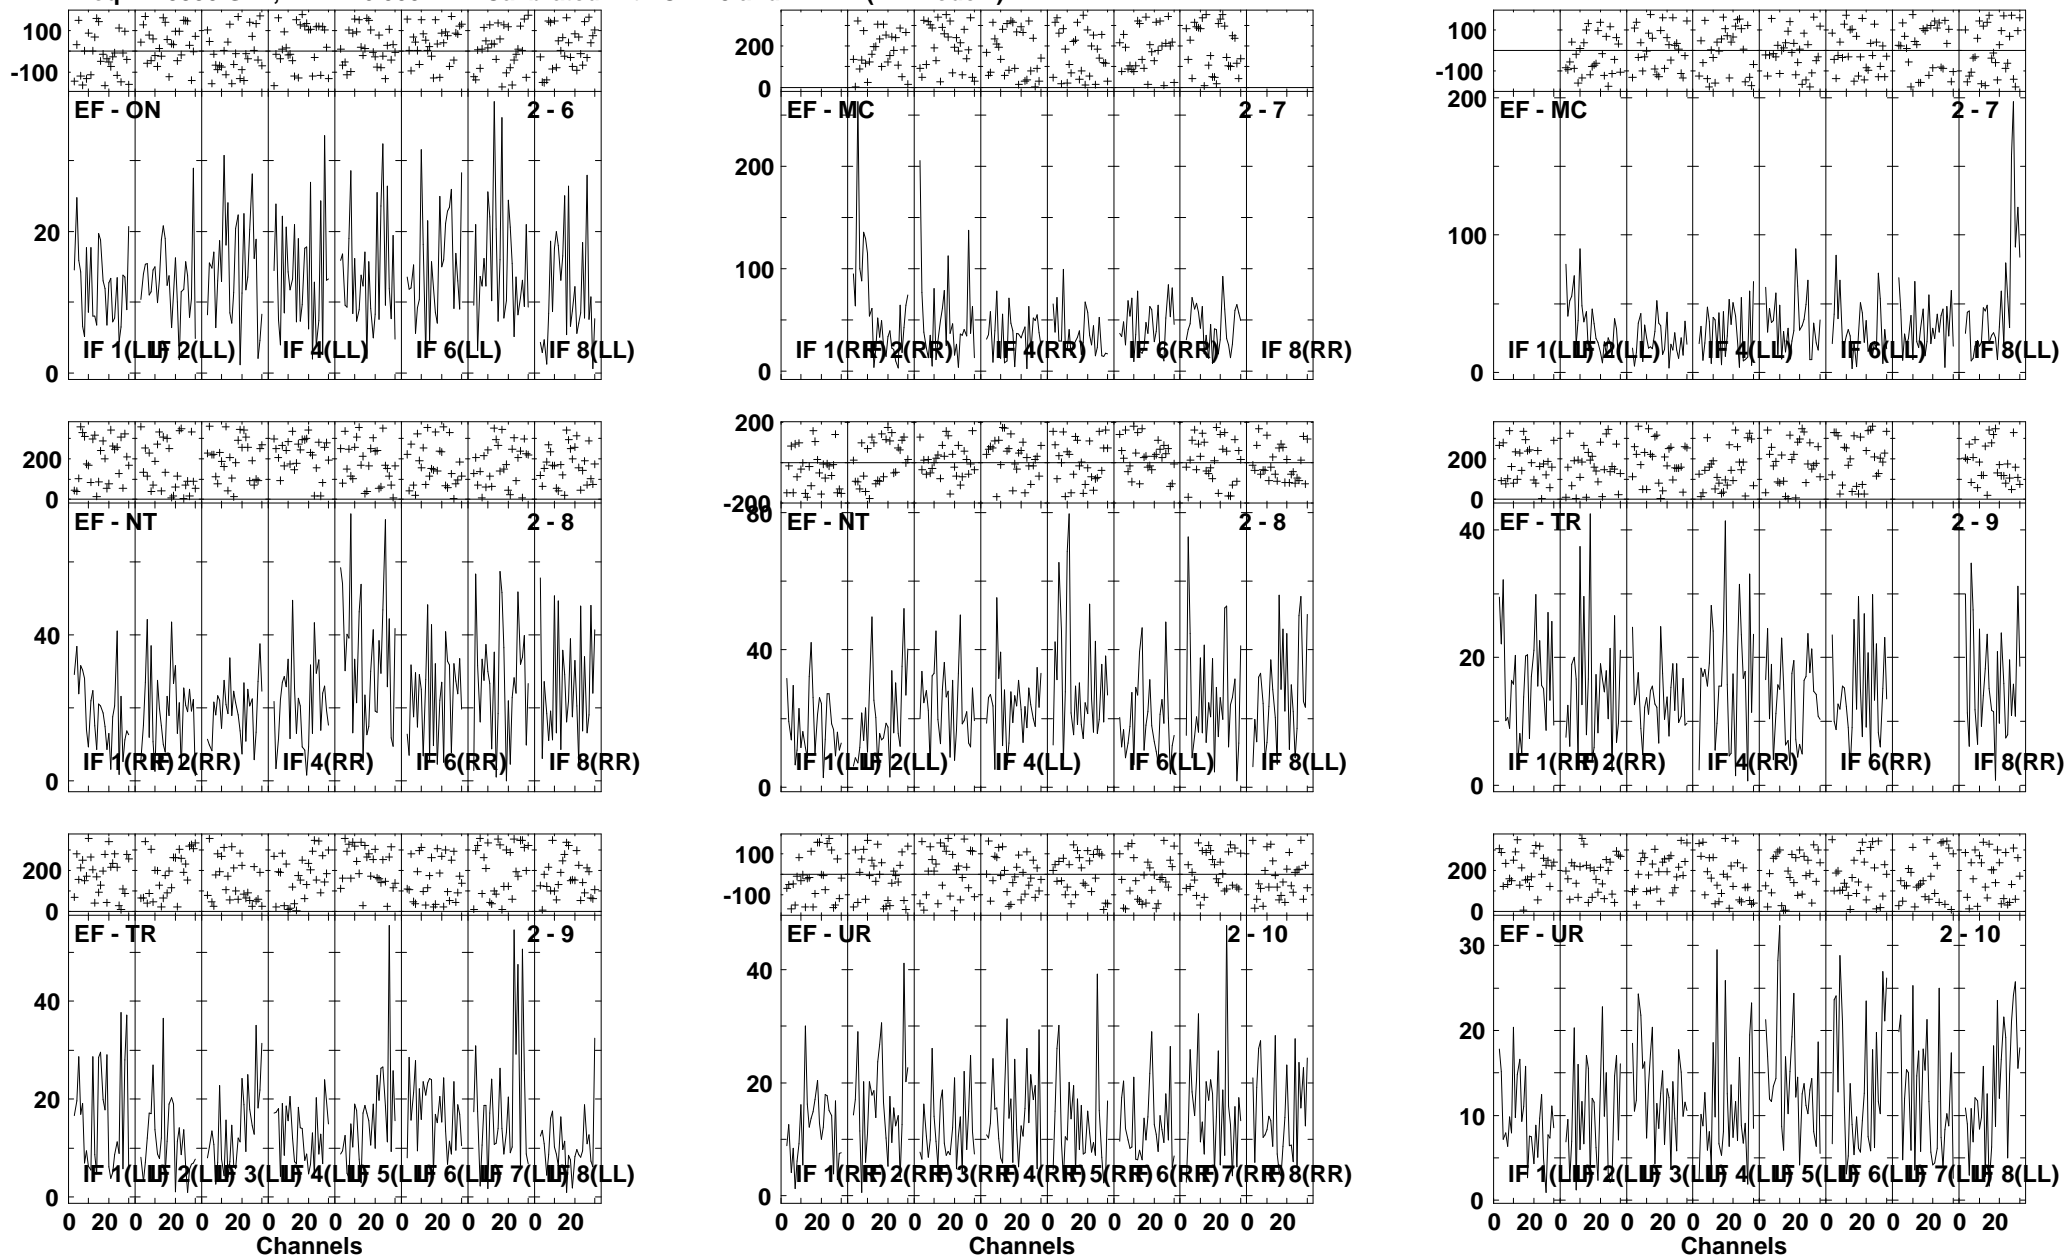 100
-100
EF - ON 2 - 6
20
0
IF 1(LL) IF 2(LL) IF 4(LL) IF 6(LL) IF 8(LL)
200
0
EF - MC 2 - 7
200
100
0
IF 1(RR) IF 2(RR) IF 4(RR) IF 6(RR) IF 8(RR)
100
-100
200
EF - MC 2 - 7
100
0
IF 1(LL) IF 2(LL) IF 4(LL) IF 6(LL) IF 8(LL)
200
0
EF - NT 2 - 8
40
0
IF 1(RR) IF 2(RR) IF 4(RR) IF 6(RR) IF 8(RR)
200
-200
80
EF - NT 2 - 8
40
0
IF 1(LL) IF 2(LL) IF 4(LL) IF 6(LL) IF 8(LL)
200
0
EF - TR 2 - 9
40
20
0
IF 1(RR) IF 2(RR) IF 4(RR) IF 6(RR) IF 8(RR)
200
0
EF - TR 2 - 9
40
20
0
IF 1(LL) IF 2(LL) IF 3(LL) IF 4(LL) IF 5(LL) IF 6(LL) IF 7(LL) IF 8(LL)
0 20 0 20 0 20 0 20 0 20 0 20 0 20 0 20
Channels
100
-100
EF - UR 2 - 10
40
20
0
IF 1(RR) IF 2(RR) IF 3(RR) IF 4(RR) IF 5(RR) IF 6(RR) IF 7(RR) IF 8(RR)
0 20 0 20 0 20 0 20 0 20 0 20 0 20 0 20
Channels
200
0
EF - UR 2 - 10
30
20
10
0
IF 1(LL) IF 2(LL) IF 3(LL) IF 4(LL) IF 5(LL) IF 6(LL) IF 7(LL) IF 8(LL)
0 20 0 20 0 20 0 20 0 20 0 20 0 20 0 20
Channels